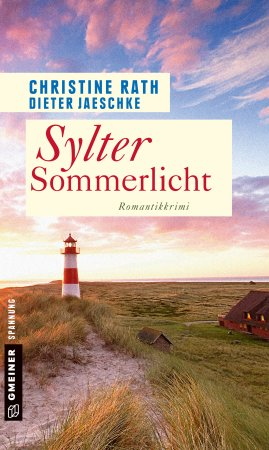 CHRISTINE RATH
DIETER JAESCHKE
Sylter
Sommerlicht
Romantikkrimi
GMEINER
SPANNUNG